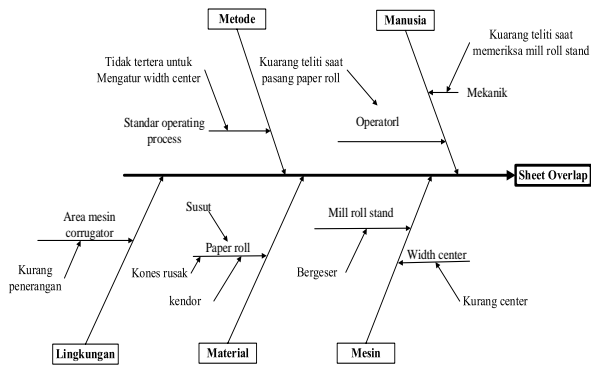 Metode
Manusia
Kuarang teliti saat
memeriksa mill roll stand
Tidak tertera untuk
Mengatur width center
Kuarang teliti saat
pasang paper roll
Mekanik
Standar operating
process
Operatorl
Sheet Overlap
Area mesin
corrugator
Susut
Mill roll stand
Paper roll
Width center
Kurang
penerangan
Kones rusak
kendor
Bergeser
Kurang center
Lingkungan
Material
Mesin